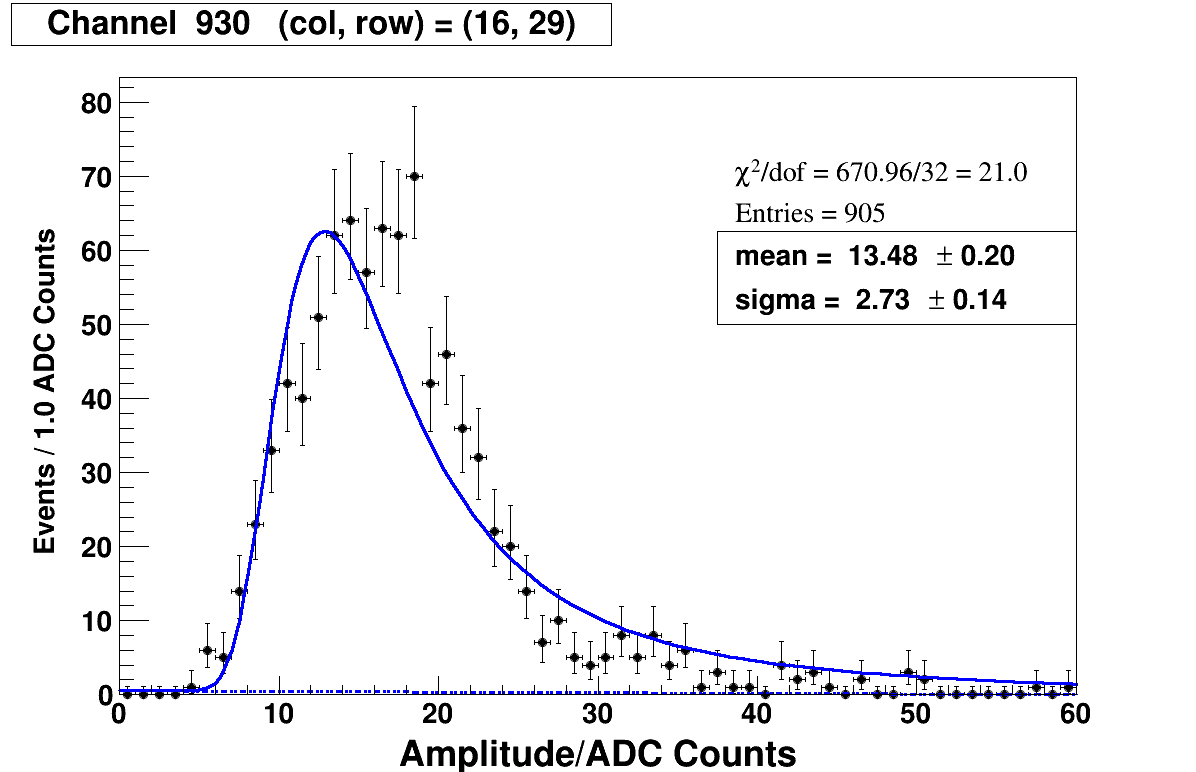 Channel 930 (col, row) = (16, 29)
χ²/dof = 670.96/32 = 21.0
Entries = 905
mean = 13.48 ± 0.20
sigma = 2.73 ± 0.14
Events / 1.0 ADC Counts
80
70
60
50
40
30
20
10
0
0 10 20 30 40 50 60
Amplitude/ADC Counts